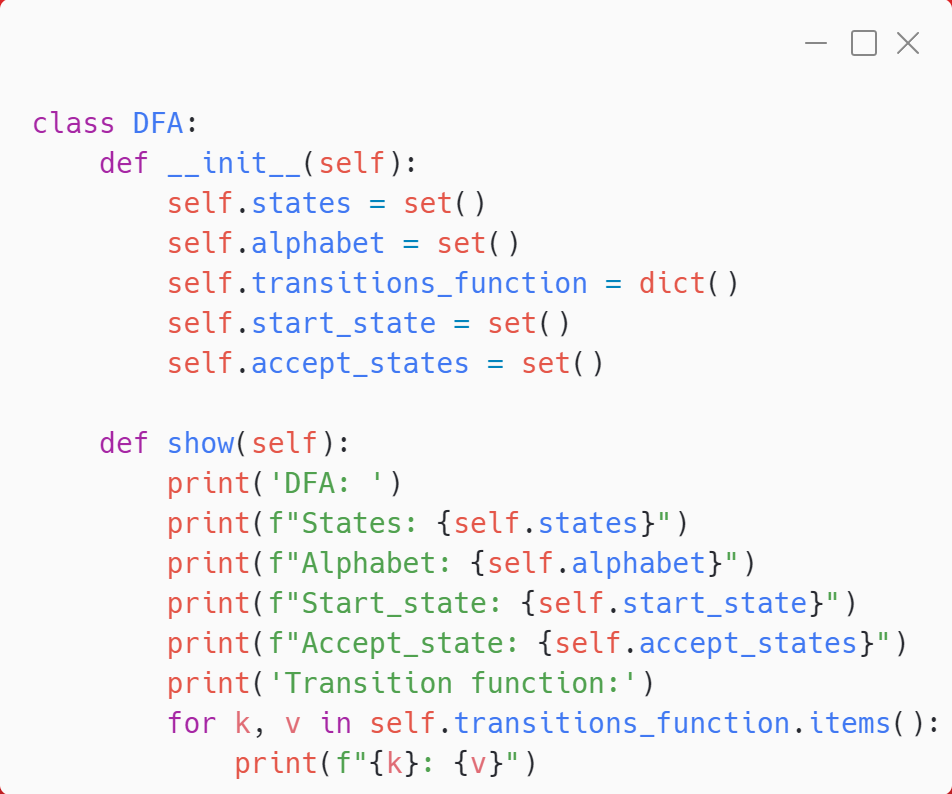 class DFA:
    def __init__(self):
        self.states = set()
        self.alphabet = set()
        self.transitions_function = dict()
        self.start_state = set()
        self.accept_states = set()

    def show(self):
        print('DFA: ')
        print(f"States: {self.states}")
        print(f"Alphabet: {self.alphabet}")
        print(f"Start_state: {self.start_state}")
        print(f"Accept_state: {self.accept_states}")
        print('Transition function:')
        for k, v in self.transitions_function.items():
            print(f"{k}: {v}")